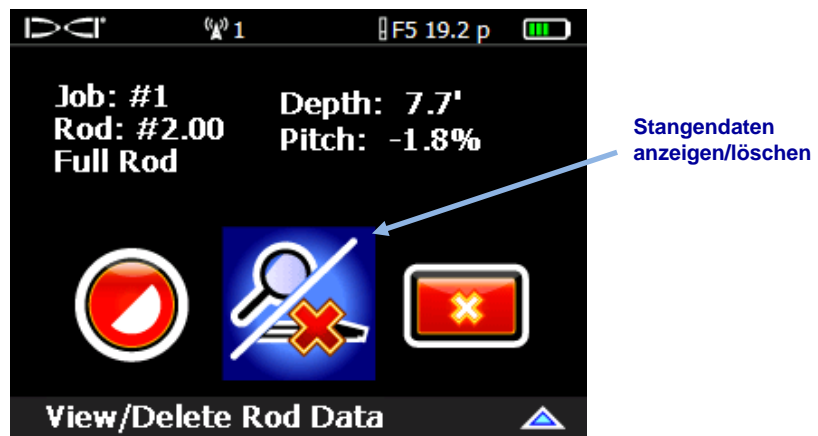 DCI 1 F5 19.2 p
Job: #1
Rod: #2.00
Full Rod
Depth: 7.7'
Pitch: -1.8%
Stangendaten
anzeigen/löschen
View/Delete Rod Data